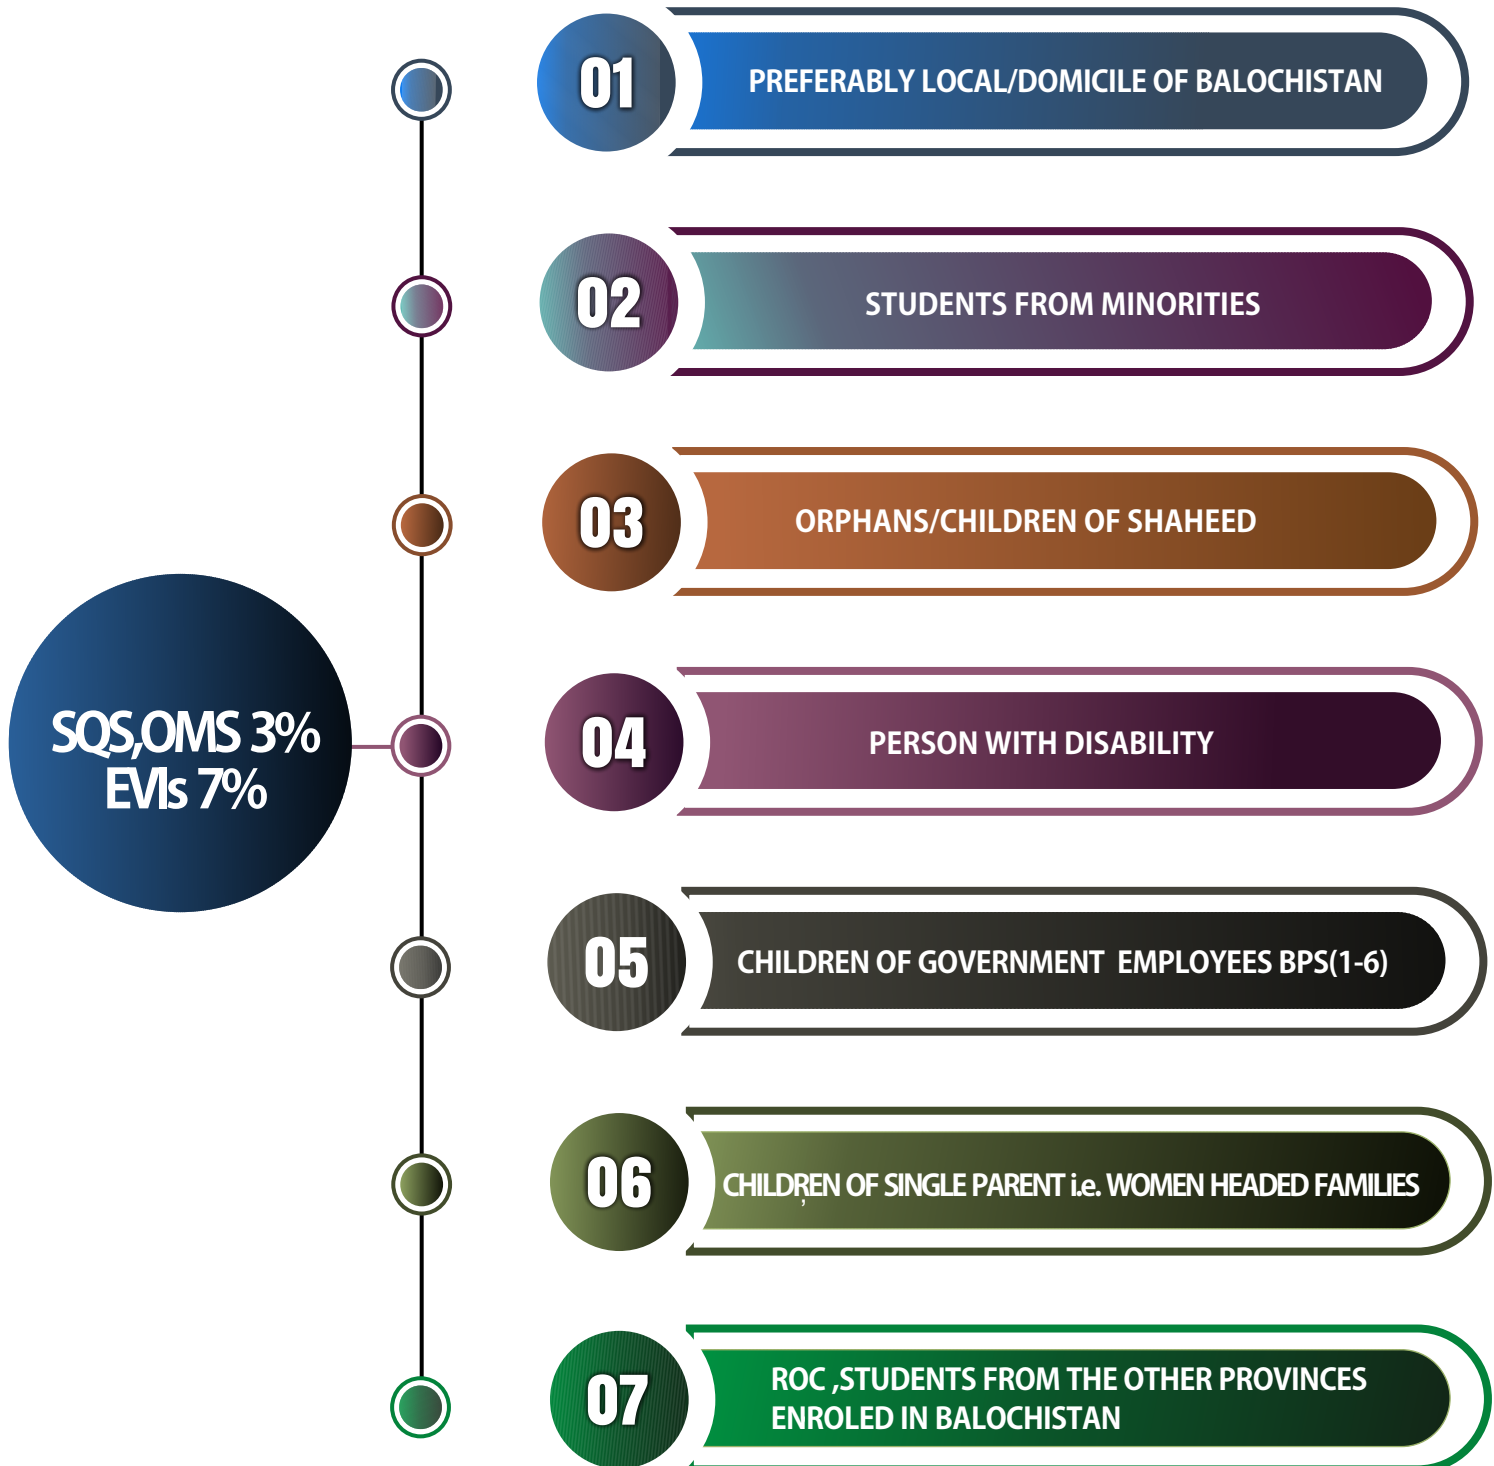 01
PREFERABLY LOCAL/DOMICILE OF BALOCHISTAN
02
STUDENTS FROM MINORITIES
03
ORPHANS/CHILDREN OF SHAHEED
SQS,OMS 3%
EVIs 7%
04
PERSON WITH DISABILITY
05
CHILDREN OF GOVERNMENT EMPLOYEES BPS(1-6)
06
CHILDREN OF SINGLE PARENT i.e. WOMEN HEADED FAMILIES
,
07
ROC ,STUDENTS FROM THE OTHER PROVINCES
ENROLED IN BALOCHISTAN